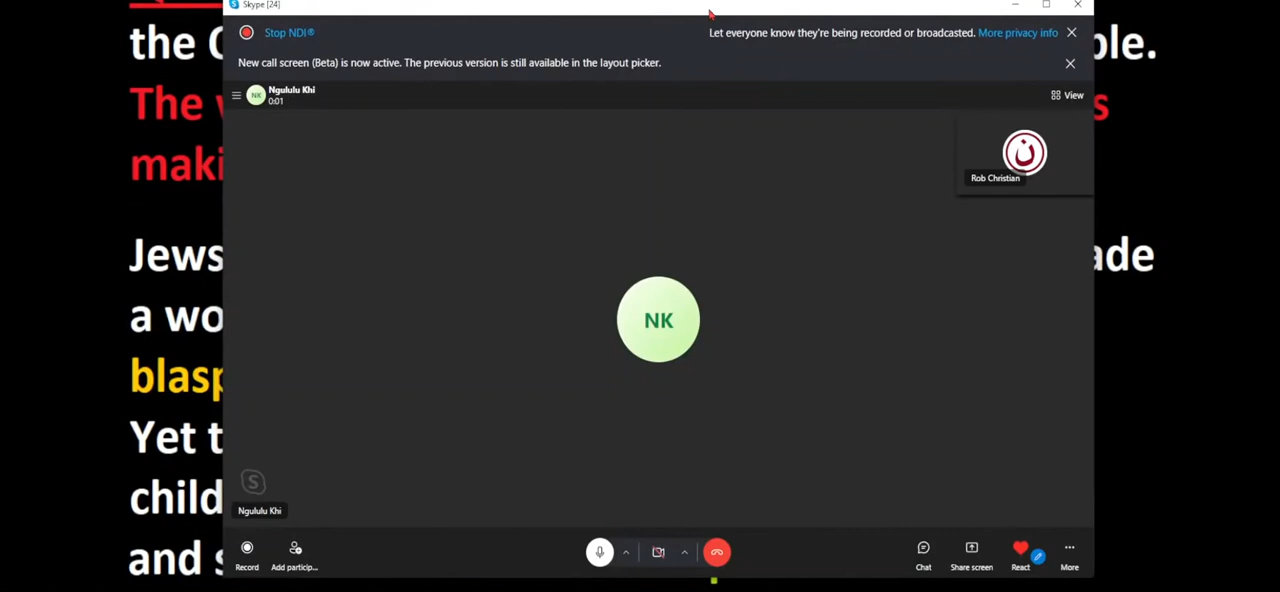 Skype [24]
Stop NDI®
Let everyone know they're being recorded or broadcasted. More privacy info
New call screen (Beta) is now active. The previous version is still available in the layout picker.
the
ble.
NK
Ngululu Khi
0:01
View
The
s
ن
Rob Christian
maki
Jews
ade
a wo
NK
blasp
Yet t
Ngululu Khi
child
and s
Record
Add particip...
Chat
Share screen
React
More